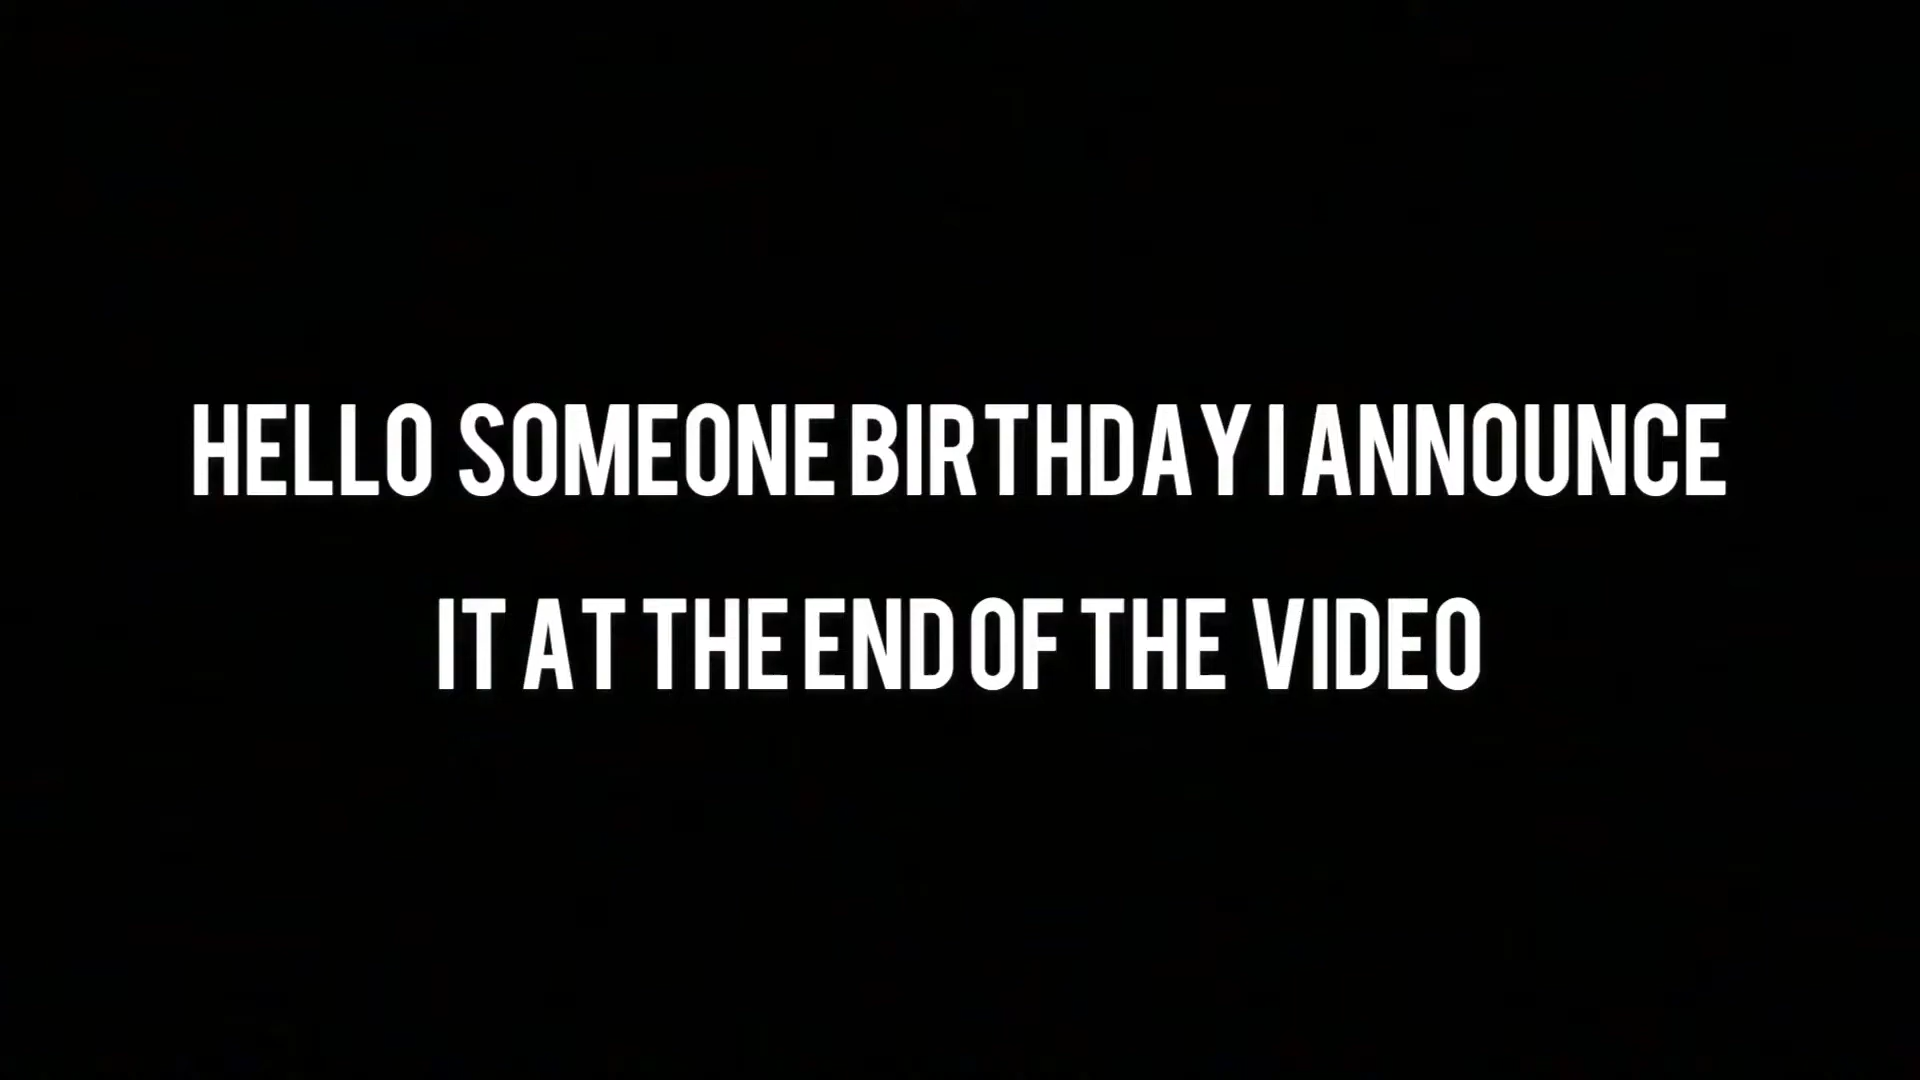 HELLO SOMEONE BIRTHDAY I ANNOUNCE
IT AT THE END OF THE VIDEO